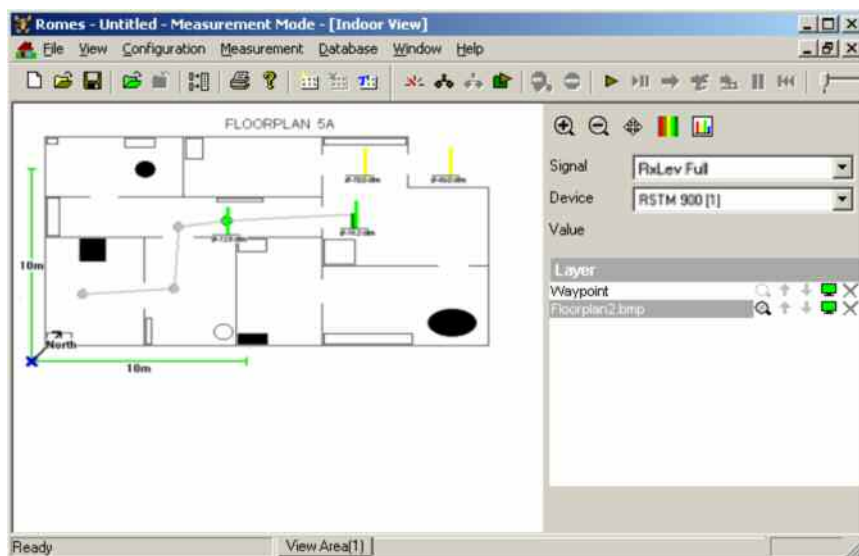 Romes - Untitled - Measurement Mode - [Indoor View]
File View Configuration Measurement Database Window Help
FLOORPLAN 5A
10m
North
10m
Signal RxLev Full
Device RSTM 900 [1]
Value
Layer
Waypoint
Floorplan2.bmp
Ready View Area(1)